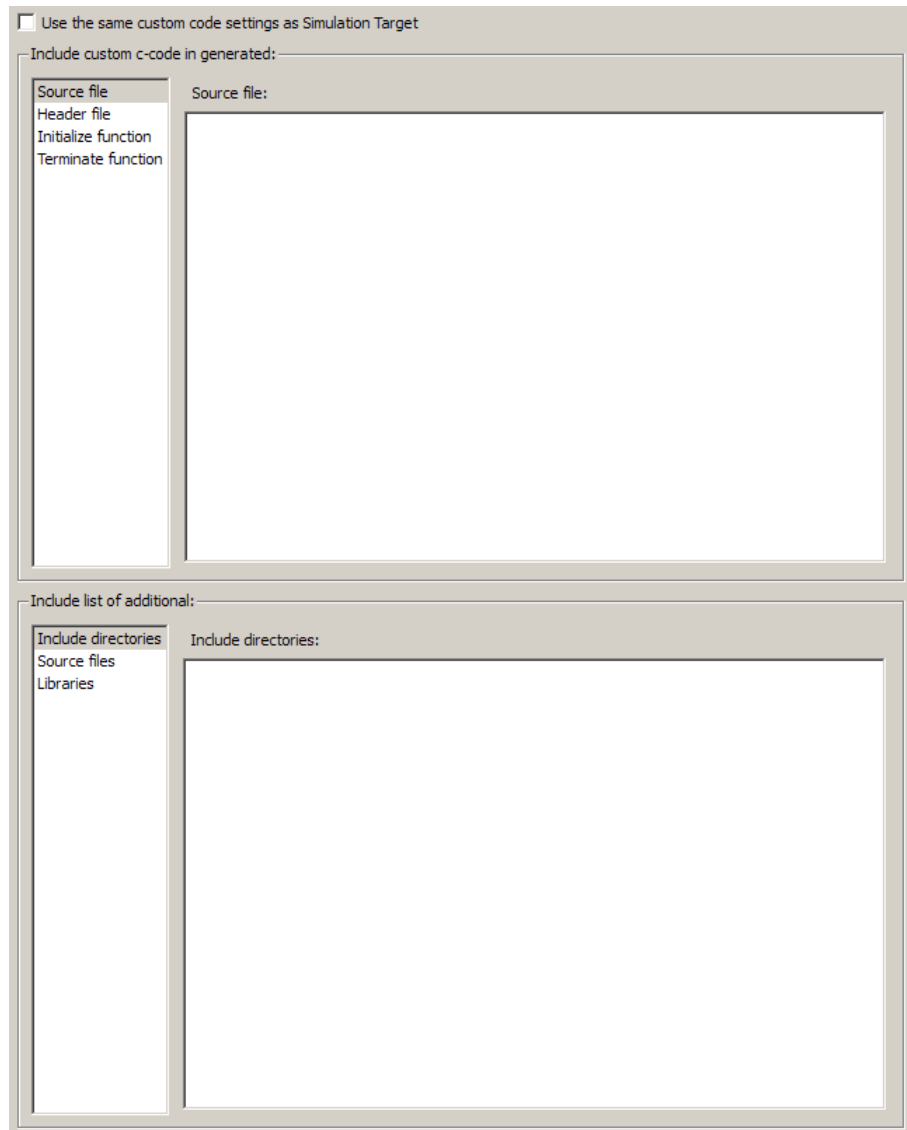 Use the same custom code settings as Simulation Target
Include custom c-code in generated:
Source file
Header file
Initialize function
Terminate function
Source file:
Include list of additional:
Include directories
Source files
Libraries
Include directories: